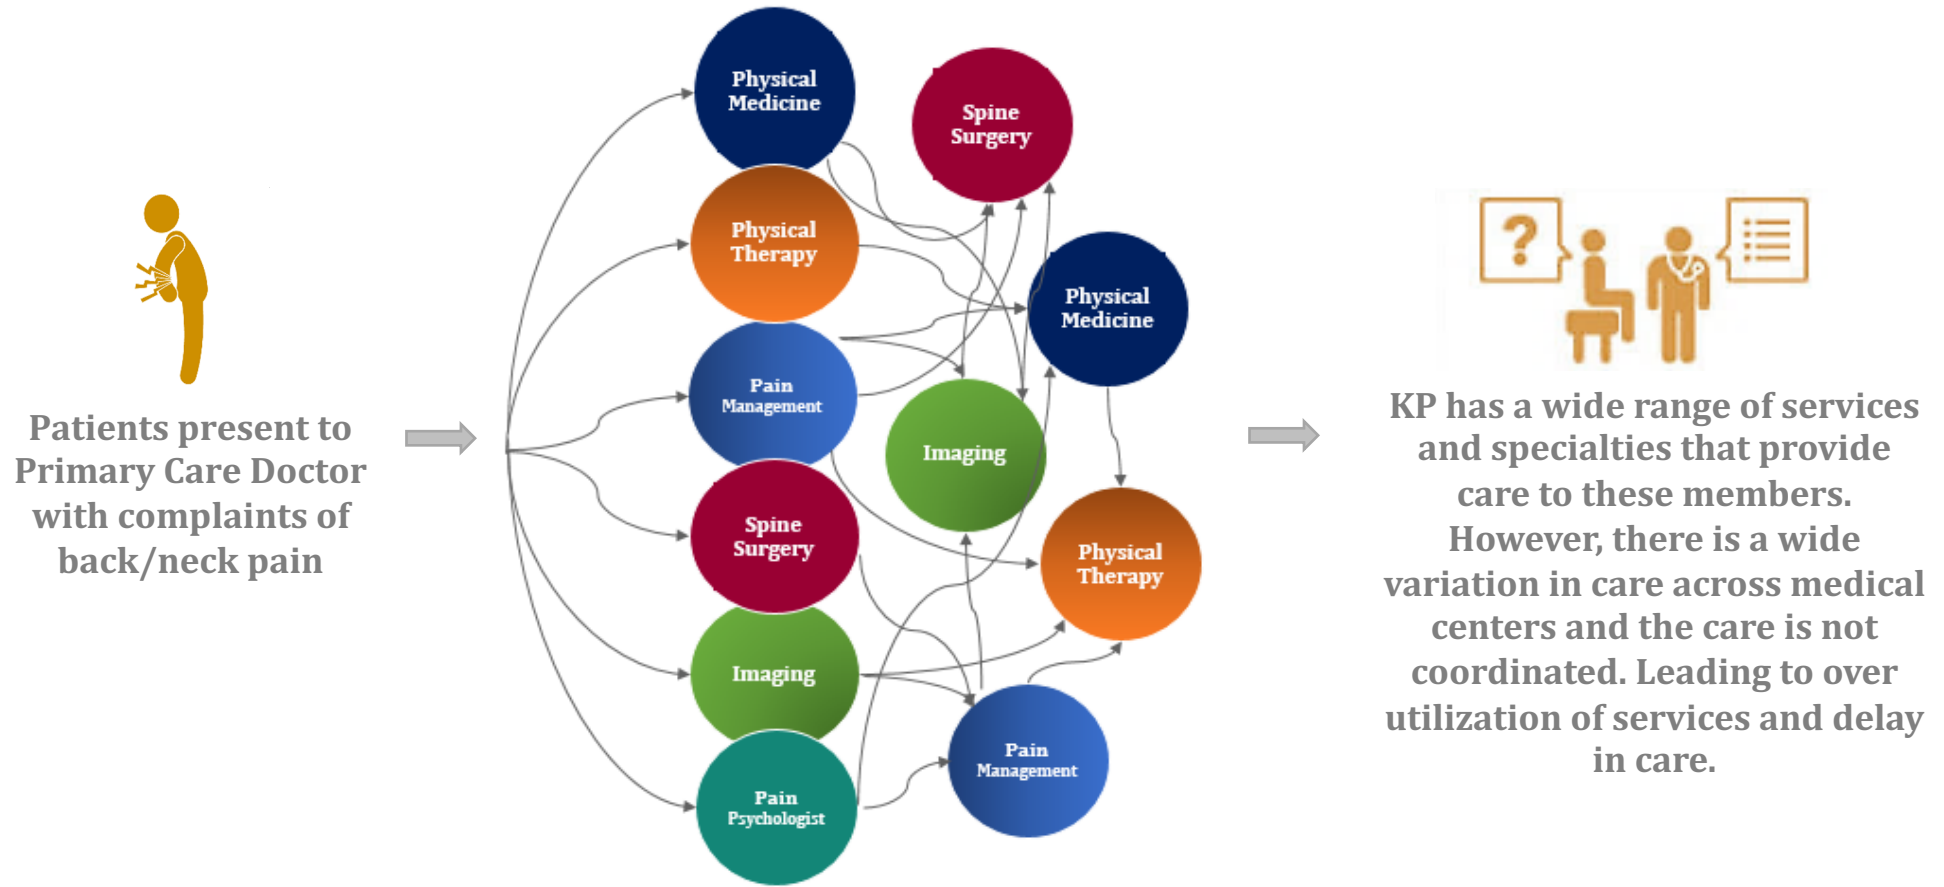 Patients present to
Primary Care Doctor
with complaints of
back/neck pain
Physical
Medicine
Physical
Therapy
Pain
Management
Spine
Surgery
Imaging
Pain
Psychologist
Spine
Surgery
Physical
Medicine
Imaging
Physical
Therapy
Pain
Management
?
KP has a wide range of services
and specialties that provide
care to these members.
However, there is a wide
variation in care across medical
centers and the care is not
coordinated. Leading to over
utilization of services and delay
in care.